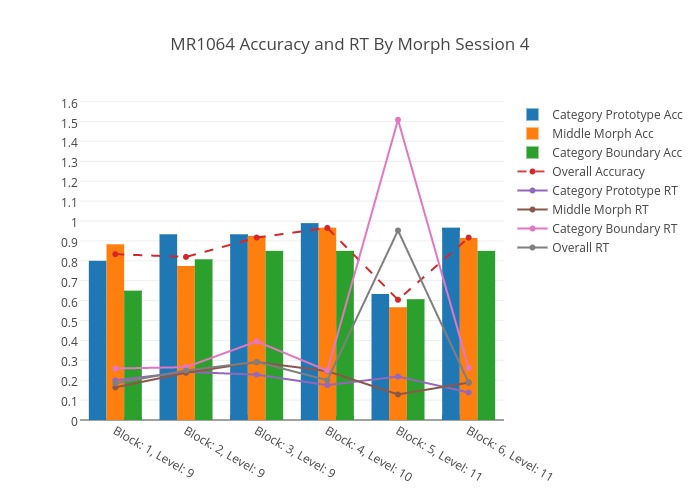 MR1064 Accuracy and RT By Morph Session 4
1.6
1.5
1.4
1.3
1.2
1.1
1
0.9
0.8
0.7
0.6
0.5
0.4
0.3
0.2
0.1
0
Block: 1, Level: 9
Block: 2, Level: 9
Block: 3, Level: 9
Block: 4, Level: 10
Block: 5, Level: 11
Block: 6, Level: 11
Category Prototype Acc
Middle Morph Acc
Category Boundary Acc
Overall Accuracy
Category Prototype RT
Middle Morph RT
Category Boundary RT
Overall RT